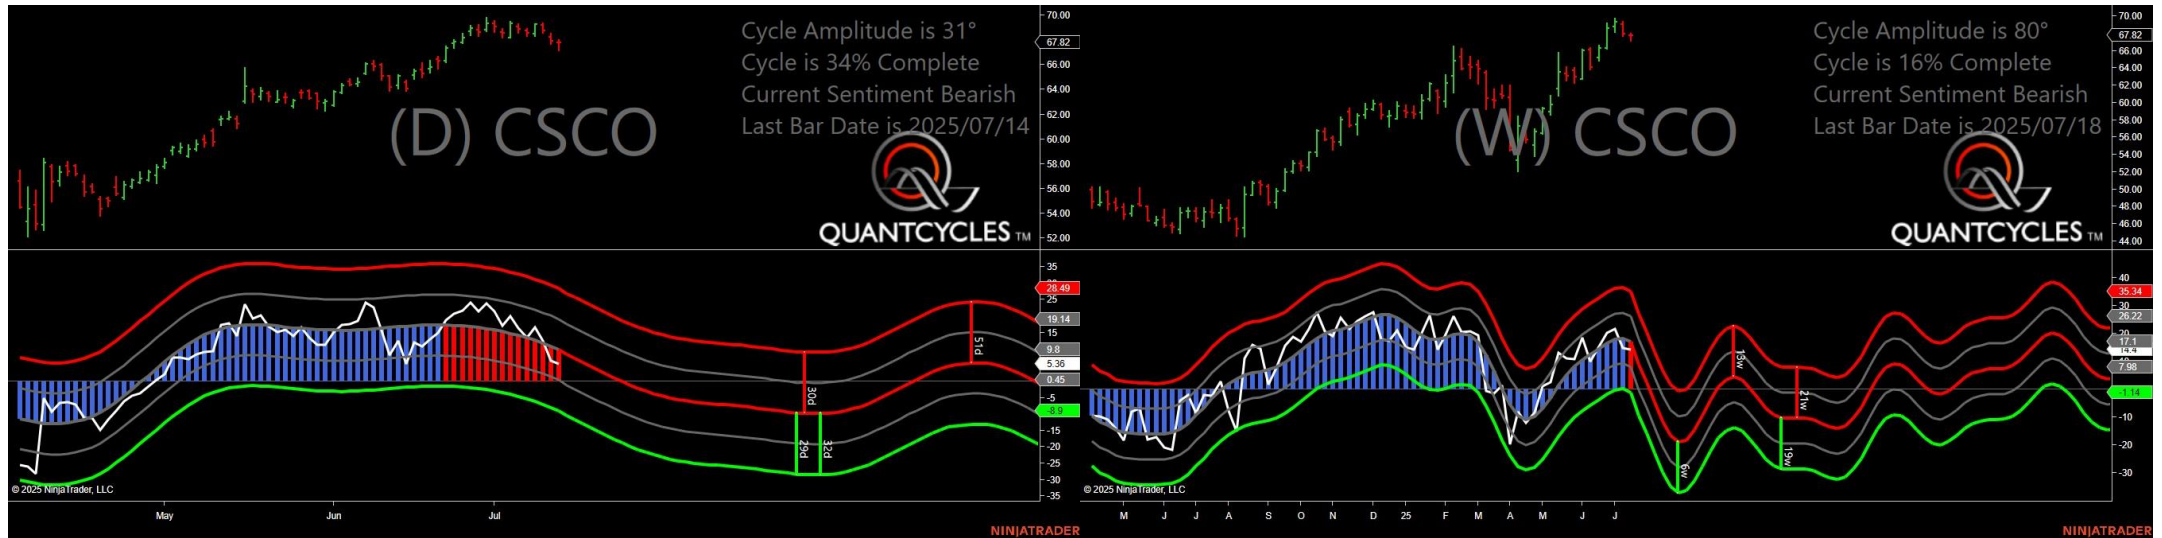 Cycle Amplitude is 31°
Cycle is 34% Complete
Current Sentiment Bearish
Last Bar Date is 2025/07/14
(D) CSCO
QUANTCYCLES TM
70.00
67.82
66.00
64.00
62.00
60.00
58.00
56.00
54.00
52.00
35
28.49
25
19.14
15
9.8
5.36
0.45
-5
-8.9
-15
-20
-25
-30
-35
51d
30d
29d
32d
© 2025 NinjaTrader, LLC
May
Jun
Jul
NINJATRADER
Cycle Amplitude is 80°
Cycle is 16% Complete
Current Sentiment Bearish
Last Bar Date is 2025/07/18
(W) CSCO
QUANTCYCLES TM
70.00
67.82
66.00
64.00
62.00
60.00
58.00
56.00
54.00
52.00
50.00
48.00
46.00
44.00
40
35.34
30
26.22
17.1
14.4
7.98
-1.14
-10
-20
-30
13w
21w
6w
19w
© 2025 NinjaTrader, LLC
M
J
J
A
S
O
N
D
25
F
M
A
M
J
J
NINJATRADER